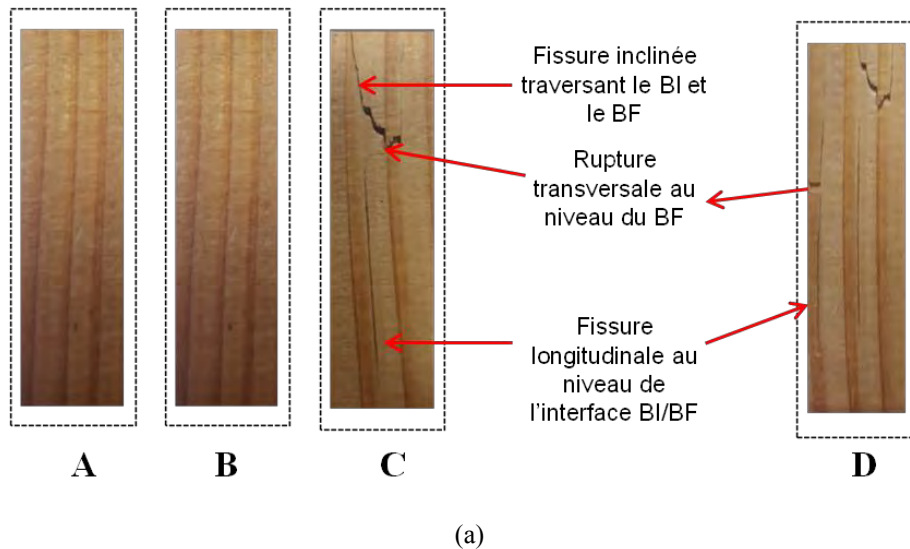 Fissure inclinée
traversant le BI et
le BF
Rupture
transversale au
niveau du BF
Fissure
longitudinale au
niveau de
l'interface BI/BF
A B C D
(a)